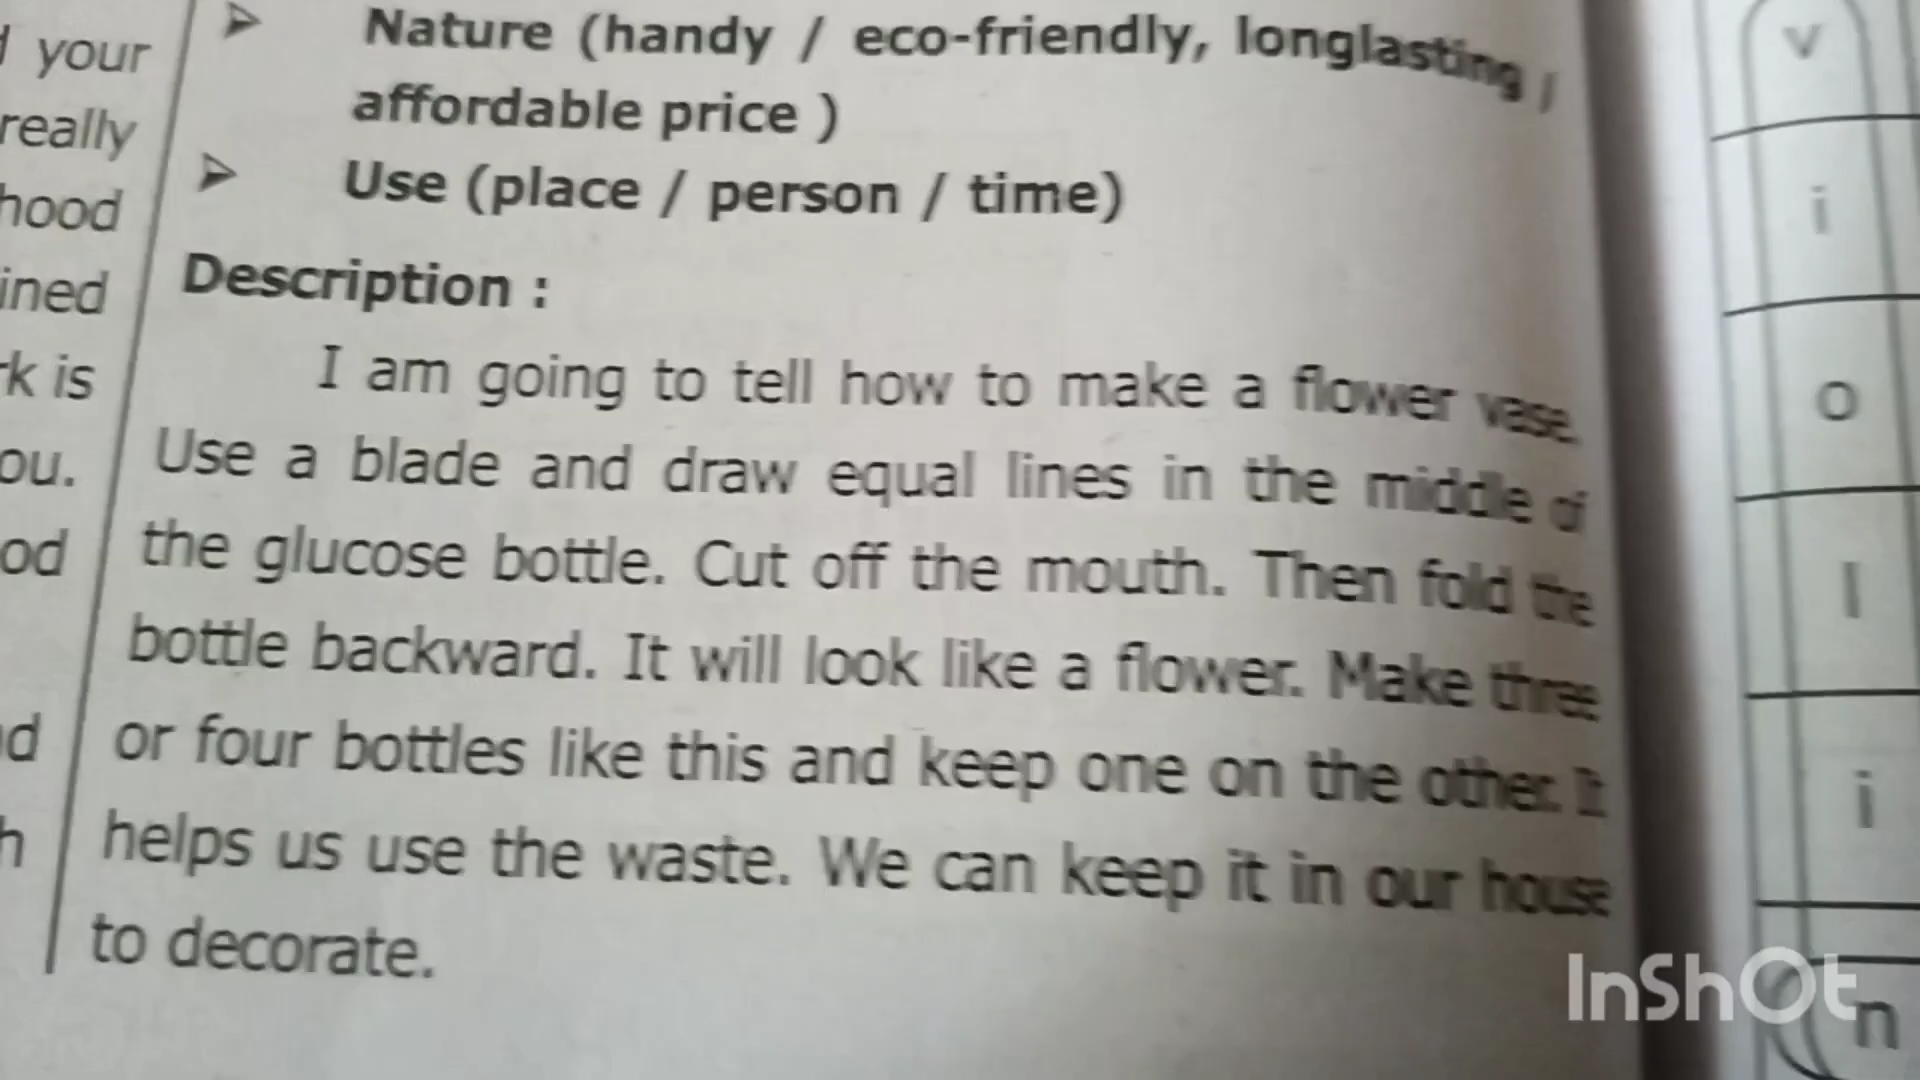 your
really
hood
ined
k is
ou.
od
d
h
➢ Nature (handy / eco-friendly, longlasting /
affordable price )
➢ Use (place / person / time)
Description :
I am going to tell how to make a flower vase.
Use a blade and draw equal lines in the middle of
the glucose bottle. Cut off the mouth. Then fold the
bottle backward. It will look like a flower. Make three
or four bottles like this and keep one on the other. It
helps us use the waste. We can keep it in our house
to decorate.
v
i
o
l
i
n
InShOt